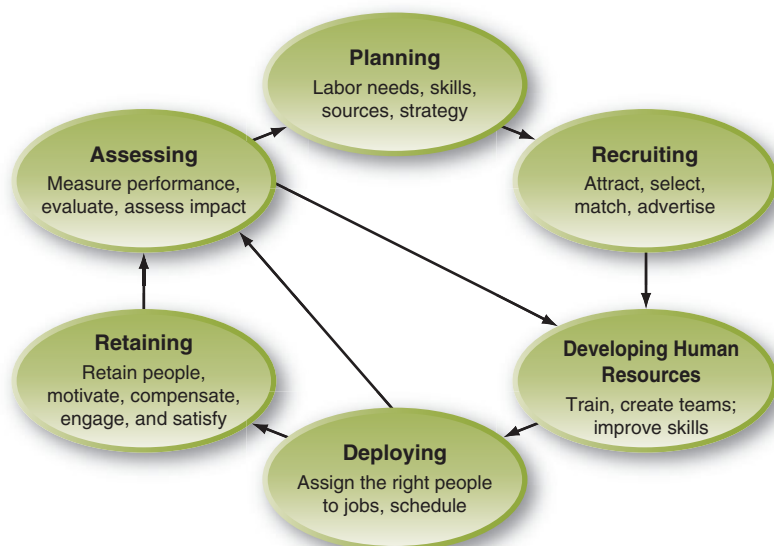 Planning
Labor needs, skills,
sources, strategy
Recruiting
Attract, select,
match, advertise
Developing Human
Resources
Train, create teams;
improve skills
Deploying
Assign the right people
to jobs, schedule
Retaining
Retain people,
motivate, compensate,
engage, and satisfy
Assessing
Measure performance,
evaluate, assess impact